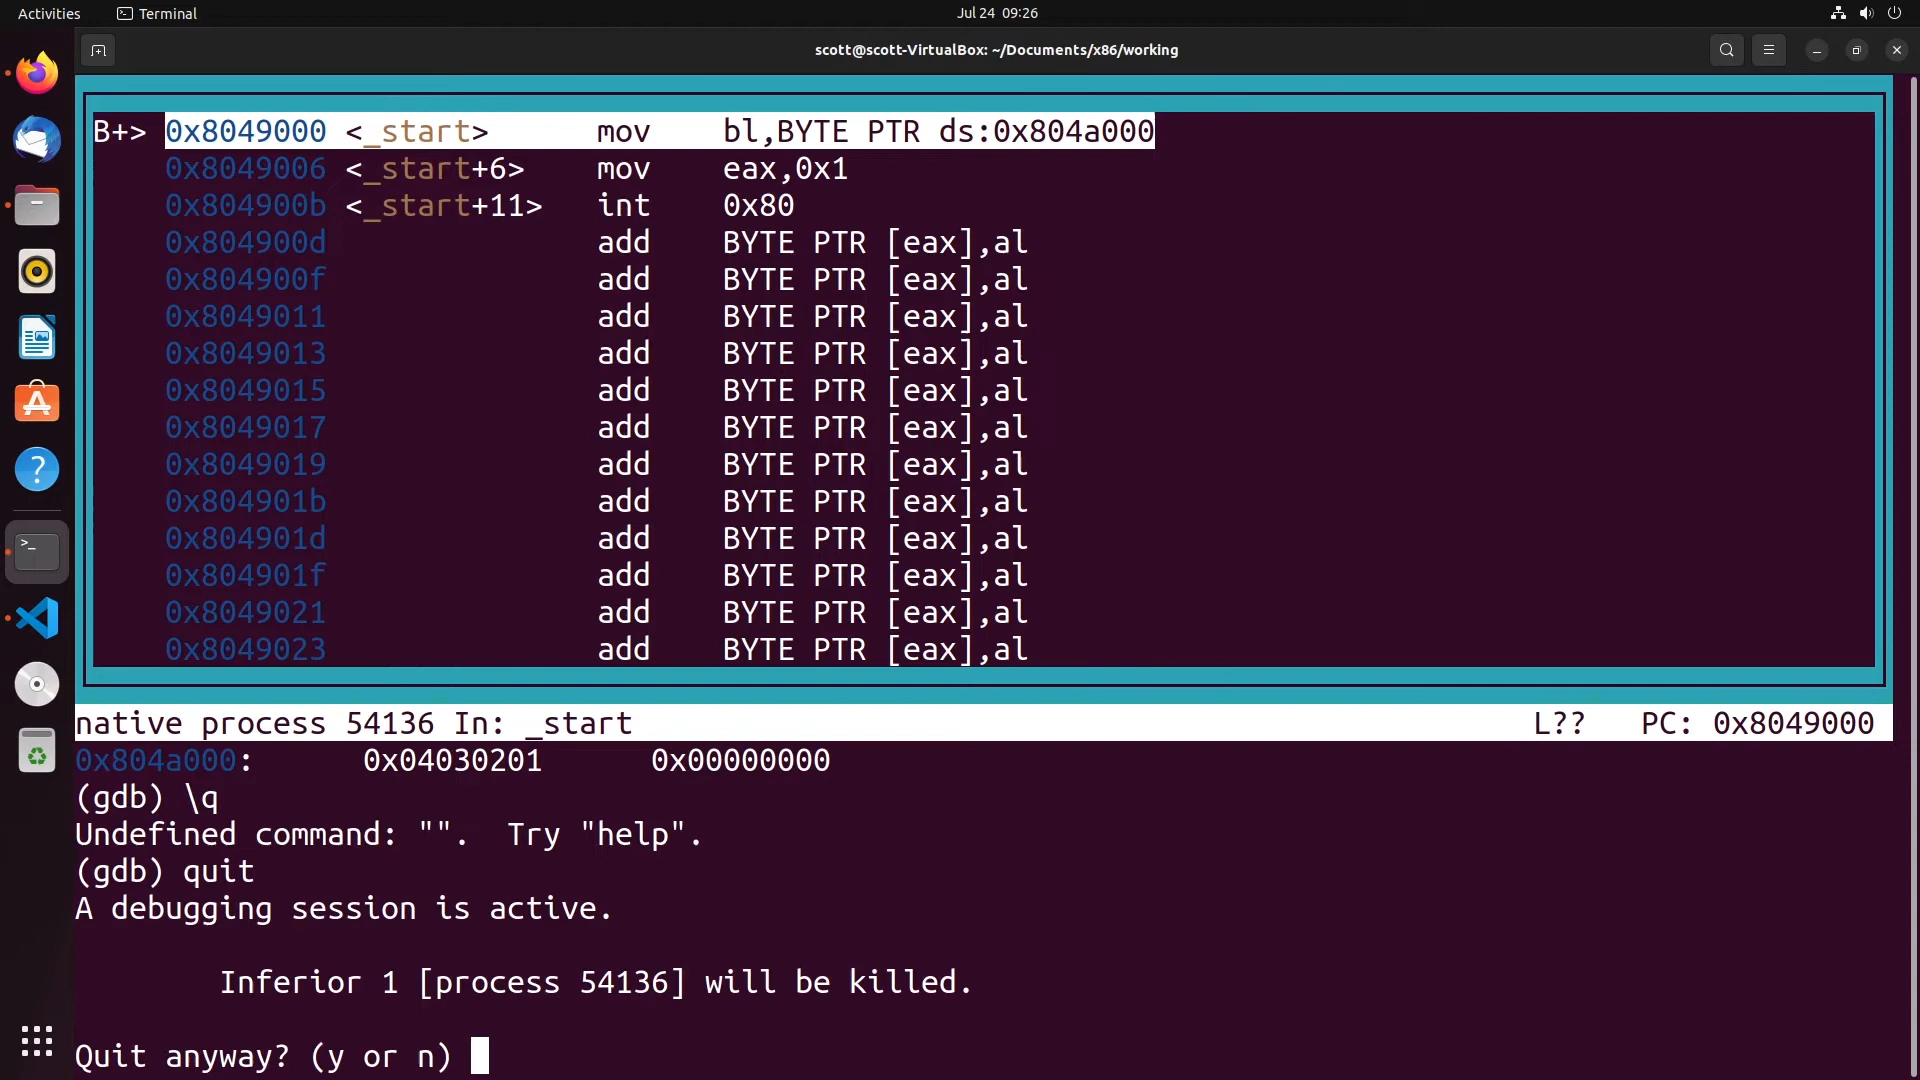 Activities Terminal Jul 24 09:26
scott@scott-VirtualBox: ~/Documents/x86/working
B+> 0x8049000 <_start> mov bl,BYTE PTR ds:0x804a000
0x8049006 <_start+6> mov eax,0x1
0x804900b <_start+11> int 0x80
0x804900d add BYTE PTR [eax],al
0x804900f add BYTE PTR [eax],al
0x8049011 add BYTE PTR [eax],al
0x8049013 add BYTE PTR [eax],al
0x8049015 add BYTE PTR [eax],al
0x8049017 add BYTE PTR [eax],al
0x8049019 add BYTE PTR [eax],al
0x804901b add BYTE PTR [eax],al
0x804901d add BYTE PTR [eax],al
0x804901f add BYTE PTR [eax],al
0x8049021 add BYTE PTR [eax],al
0x8049023 add BYTE PTR [eax],al
native process 54136 In: _start L?? PC: 0x8049000
0x804a000: 0x04030201 0x00000000
(gdb) \q
Undefined command: "". Try "help".
(gdb) quit
A debugging session is active.
Inferior 1 [process 54136] will be killed.
Quit anyway? (y or n)